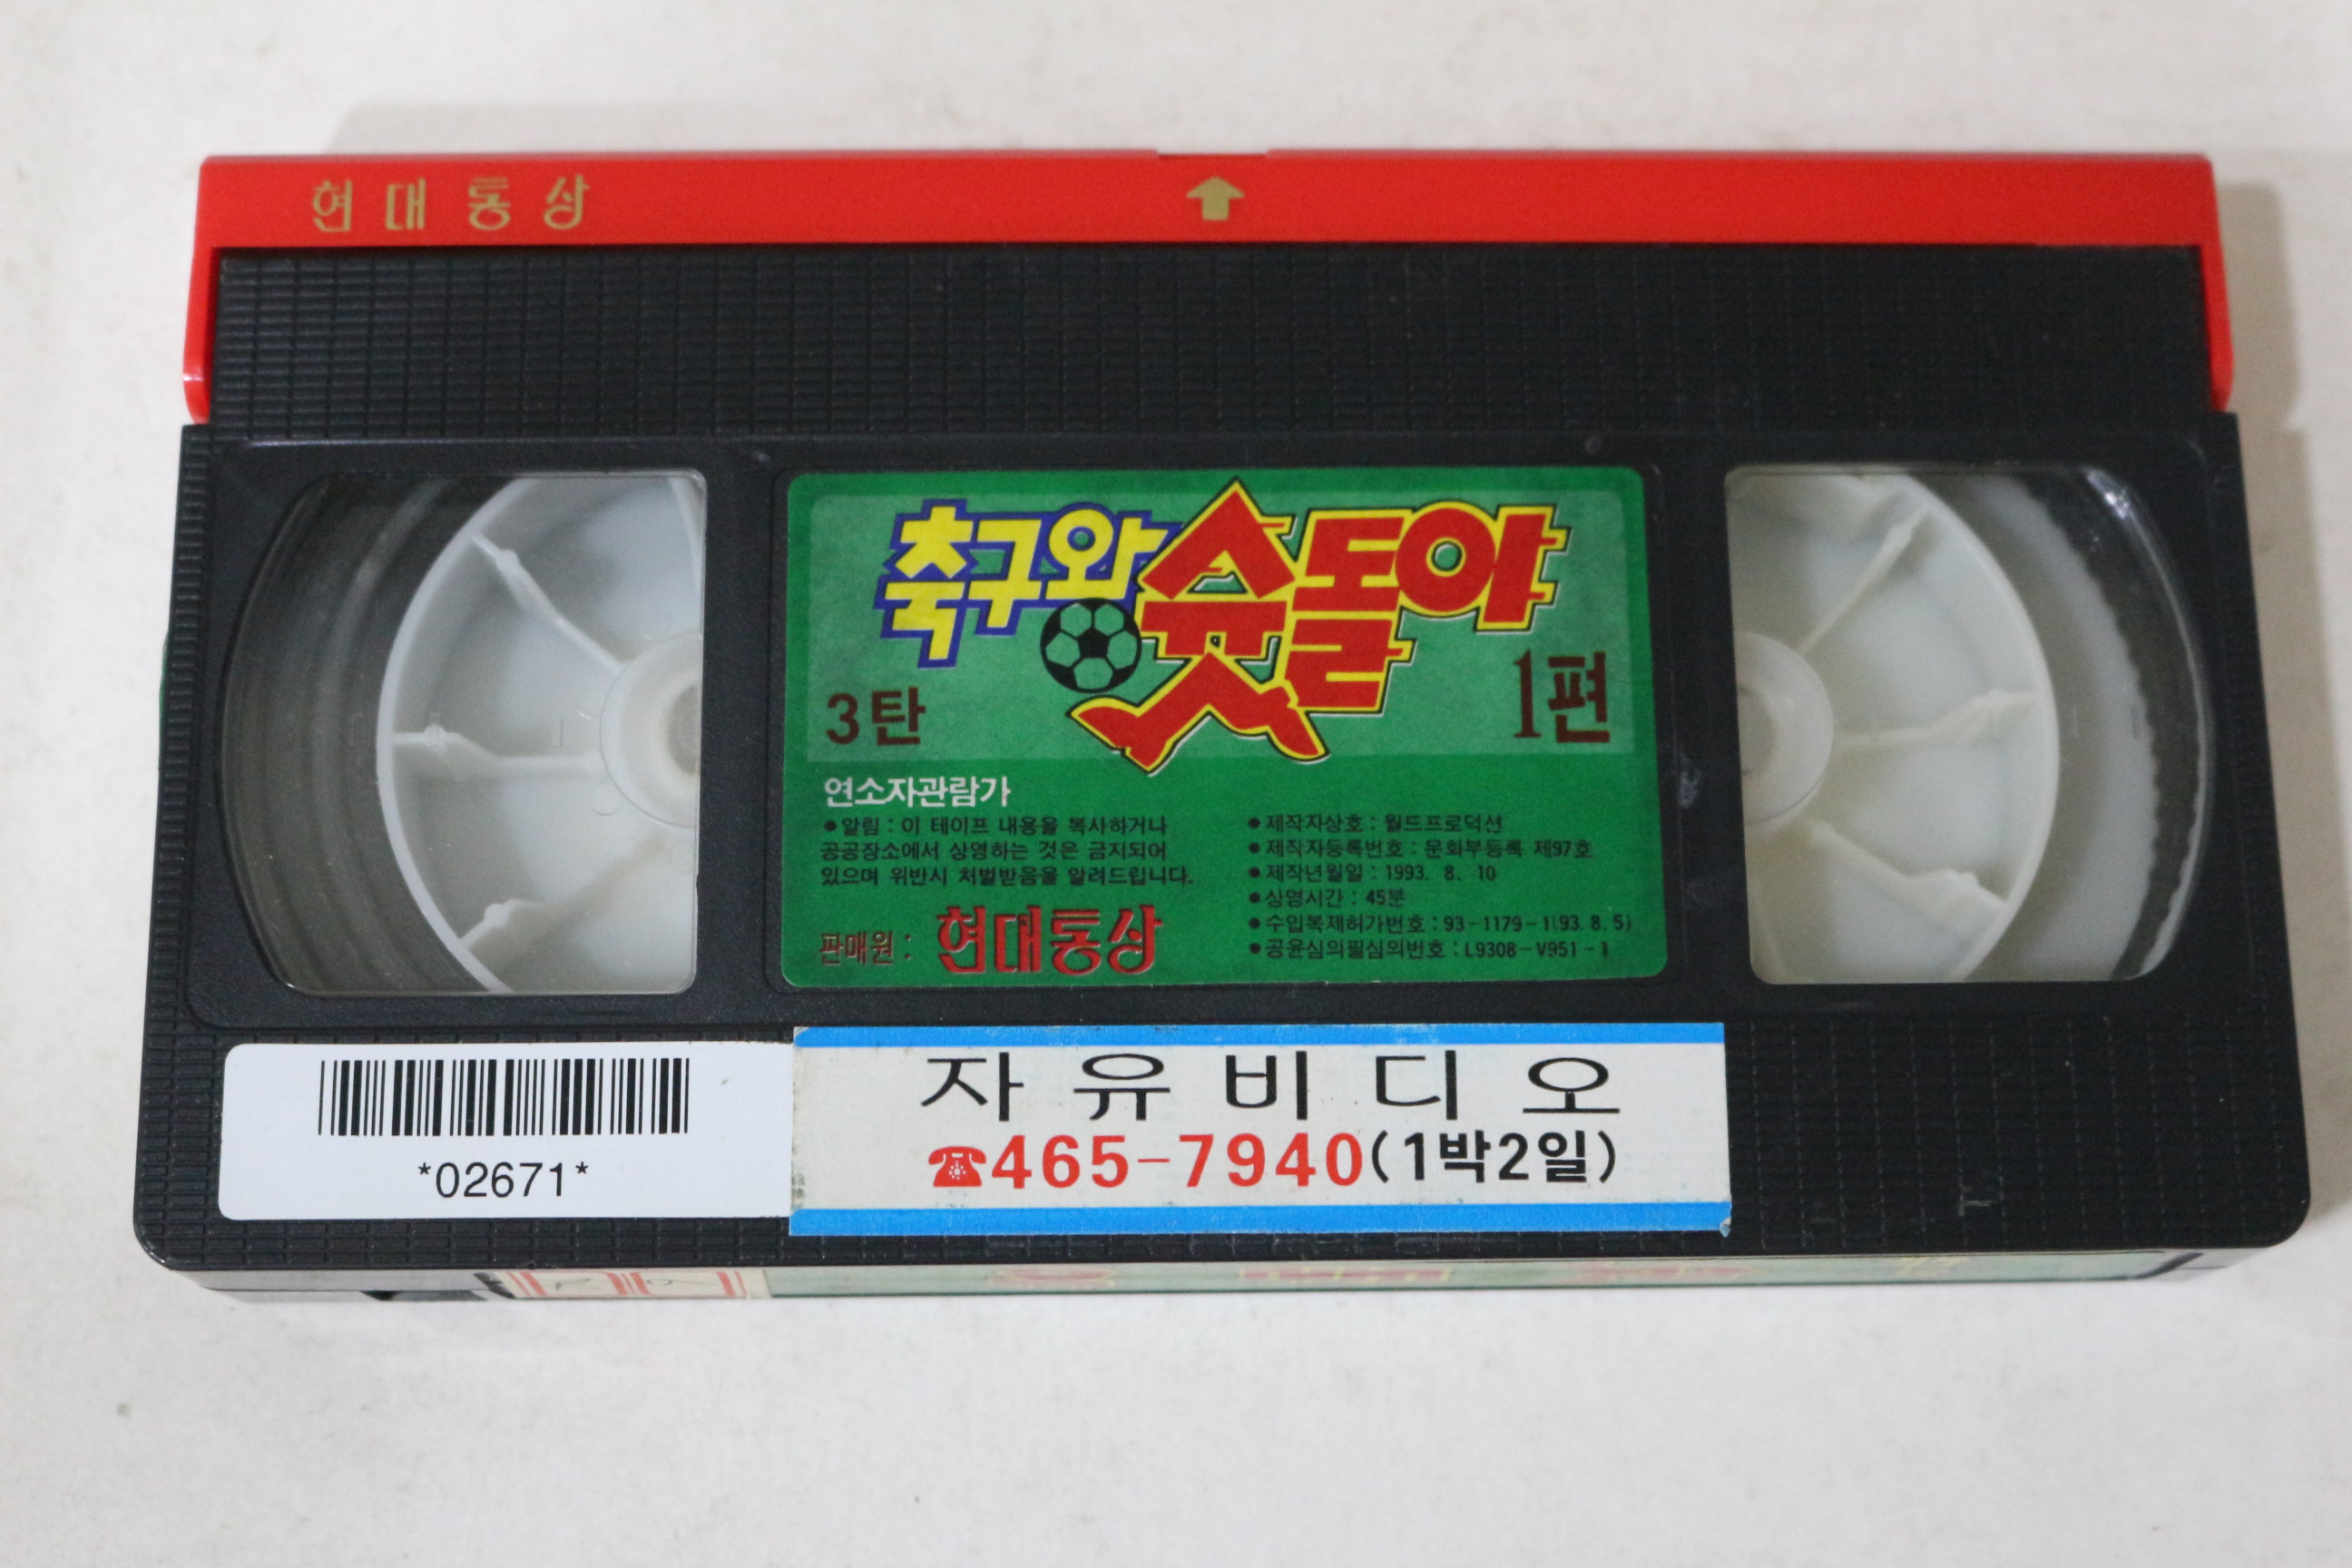 현대통상
축구와 슛돌이
3탄
1편
연소자관람가
●알림 : 이 테이프 내용을 복사하거나
공공장소에서 상영하는 것은 금지되어
있으며 위반시 처벌받음을 알려드립니다.
판매원 : 현대통상
●제작자상호 : 월드프로덕션
●제작자등록번호 : 문화부등록 제97호
●제작년월일 : 1993. 8. 10
●상영시간 : 45분
●수입복제허가번호 : 93-1179-1(93.8.5)
●공윤심의필심의번호 : L9308-V951-1
*02671*
자유비디오
☎465-7940(1박2일)